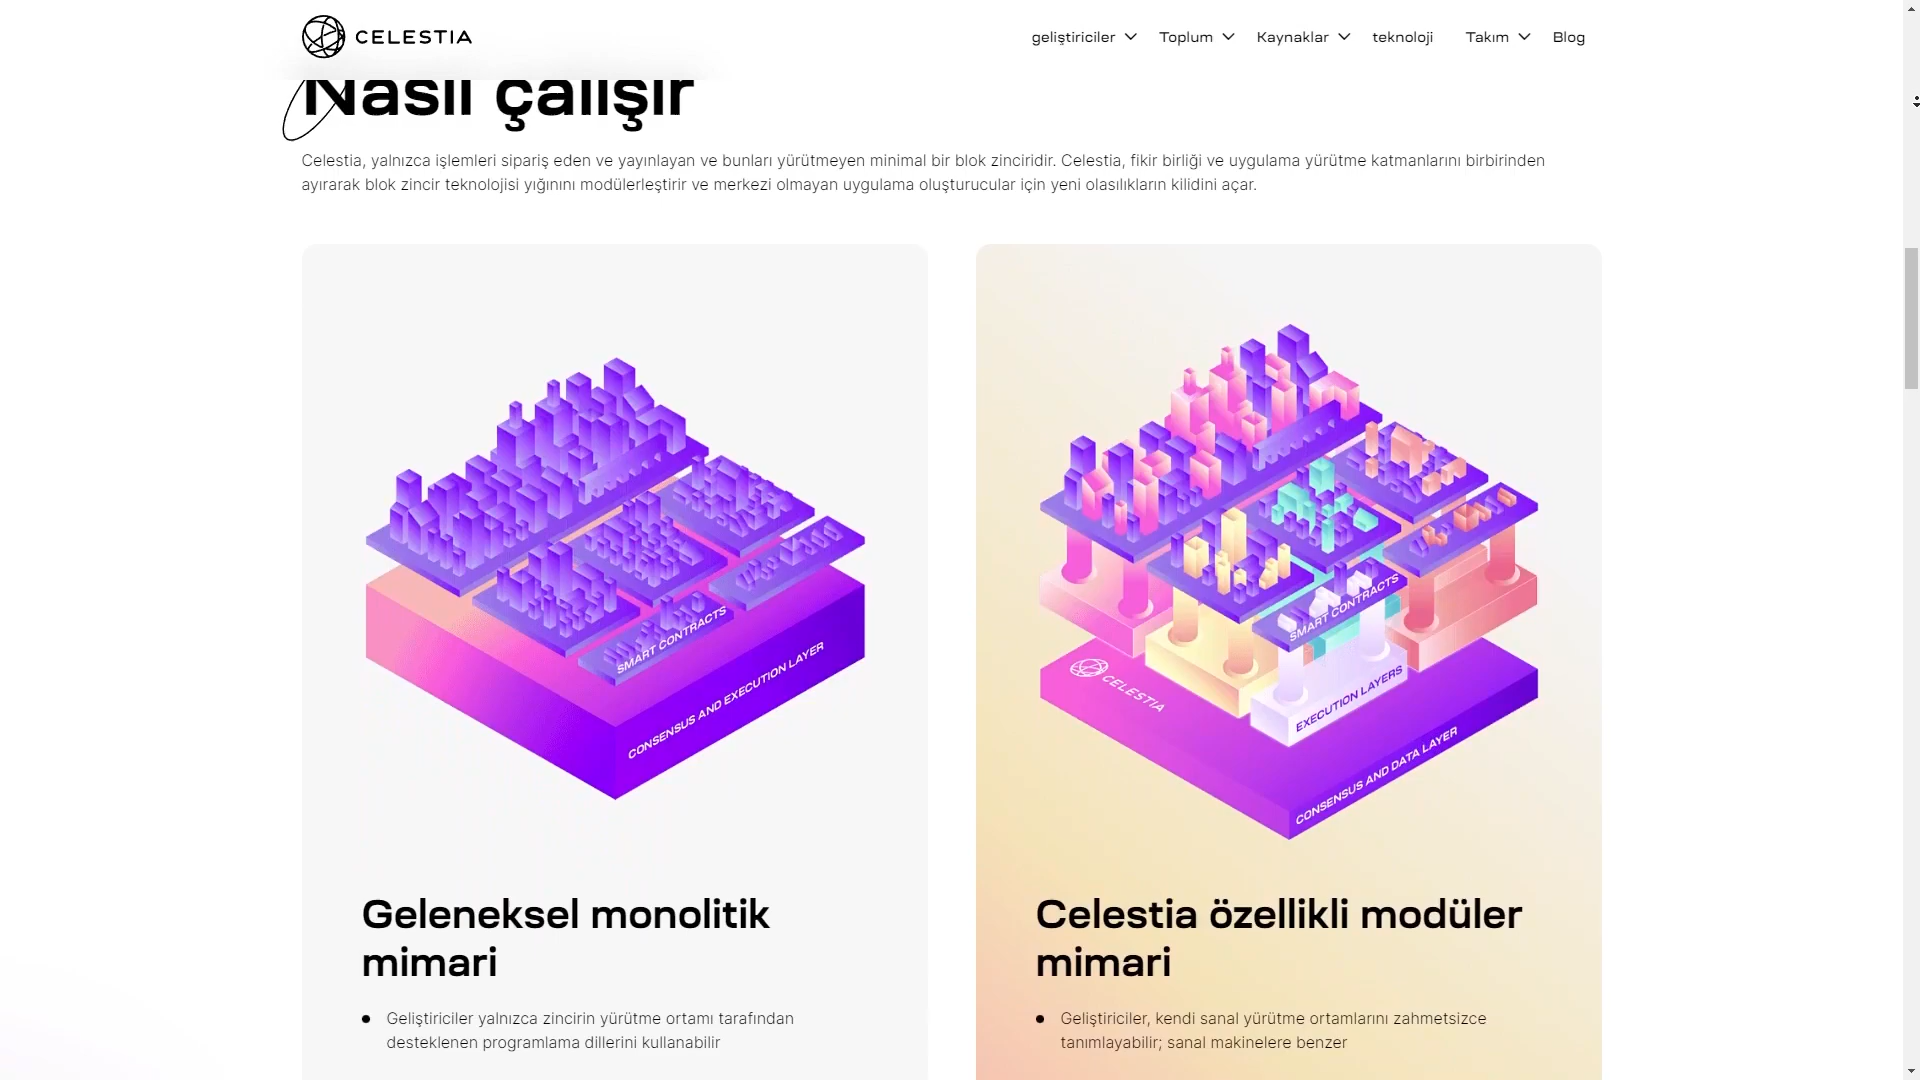 CELESTIA
geliştiriciler Toplum Kaynaklar teknoloji Takım Blog
Nasıl çalışır
Celestia, yalnızca işlemleri sipariş eden ve yayınlayan ve bunları yürütmeyen minimal bir blok zinciridir. Celestia, fikir birliği ve uygulama yürütme katmanlarını birbirinden
ayırarak blok zincir teknolojisi yığınını modülerleştirir ve merkezi olmayan uygulama oluşturucular için yeni olasılıkların kilidini açar.
SMART CONTRACTS
CONSENSUS AND EXECUTION LAYER
Geleneksel monolitik
mimari
Geliştiriciler yalnızca zincirin yürütme ortamı tarafından
desteklenen programlama dillerini kullanabilir
SMART CONTRACTS
CELESTIA
EXECUTION LAYERS
CONSENSUS AND DATA LAYER
Celestia özellikli modüler
mimari
Geliştiriciler, kendi sanal yürütme ortamlarını zahmetsizce
tanımlayabilir; sanal makinelere benzer